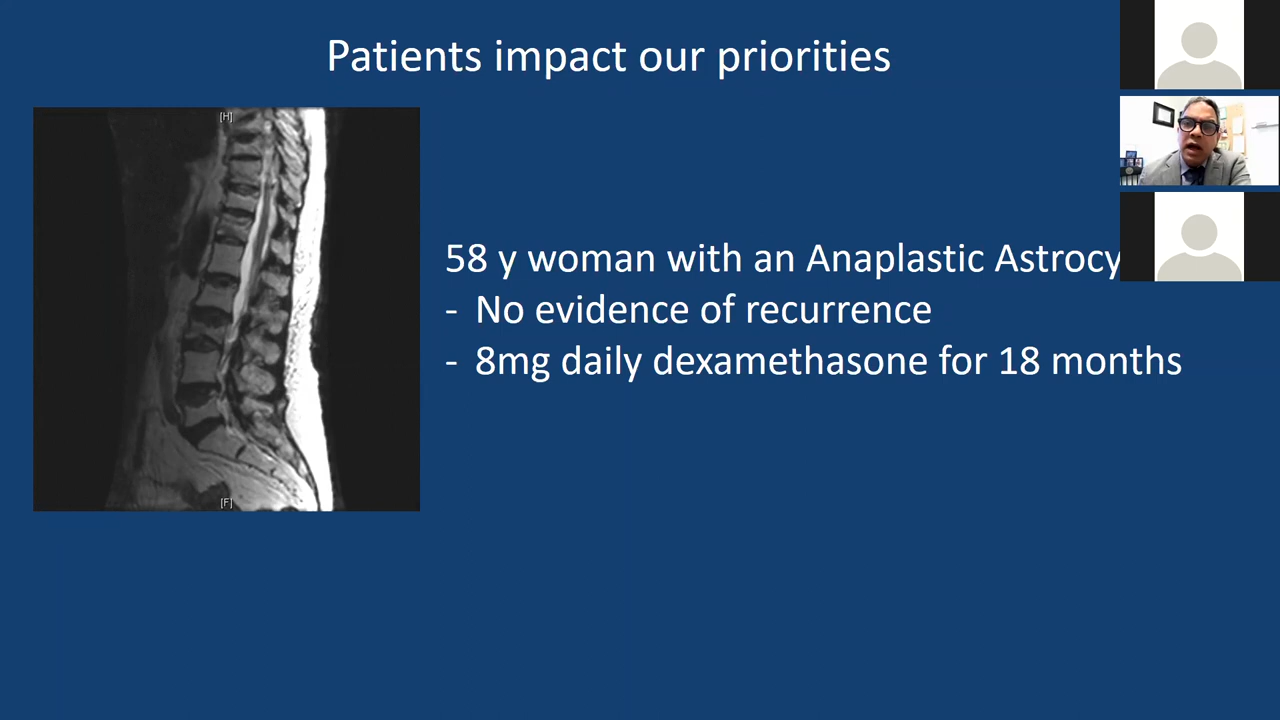 Patients impact our priorities
[H]
58 y woman with an Anaplastic Astrocy
- No evidence of recurrence
- 8mg daily dexamethasone for 18 months
[F]